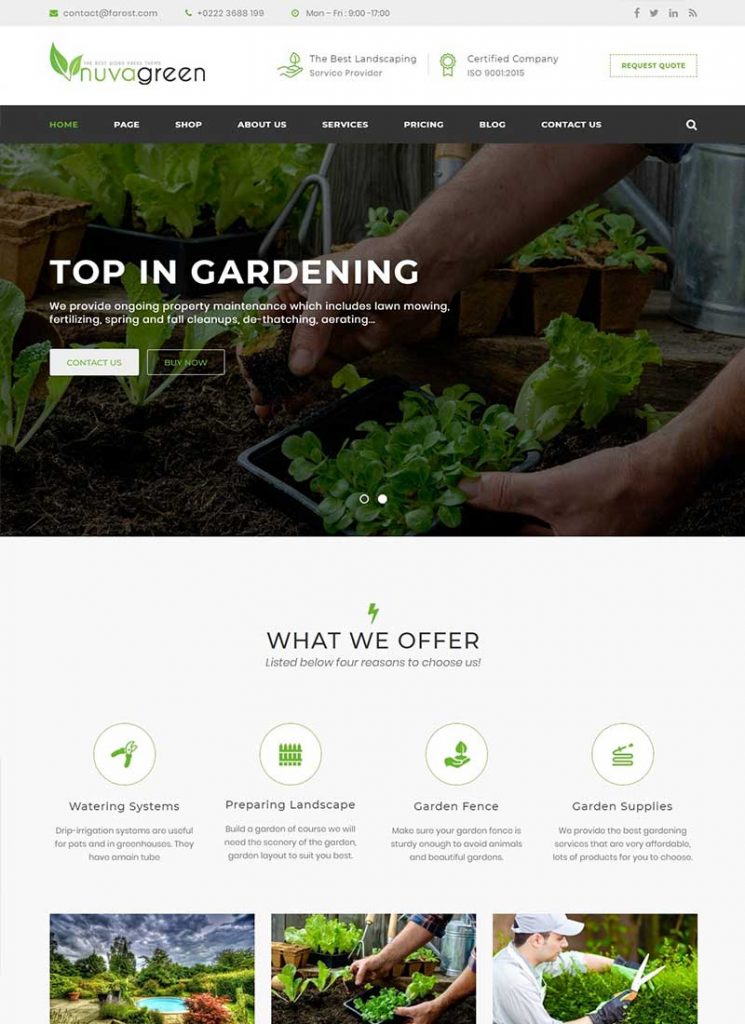 contact@farost.com +0222 3688 199 Mon - Fri : 9:00 -17:00
nuvagreen
The Best Landscaping
Service Provider
Certified Company
ISO 9001:2015
REQUEST QUOTE
HOME PAGE SHOP ABOUT US SERVICES PRICING BLOG CONTACT US
TOP IN GARDENING
We provide ongoing property maintenance which includes lawn mowing,
fertilizing, spring and fall cleanups, de-thatching, aerating...
CONTACT US BUY NOW
WHAT WE OFFER
Listed below four reasons to choose us!
Watering Systems
Drip-irrigation systems are useful
for pots and in greenhouses. They
have amain tube
Preparing Landscape
Build a garden of course we will
need the scenery of the garden,
garden layout to suit you best.
Garden Fence
Make sure your garden fence is
sturdy enough to avoid animals
and beautiful gardens.
Garden Supplies
We provide the best gardening
services that are very affordable,
lots of products for you to choose.